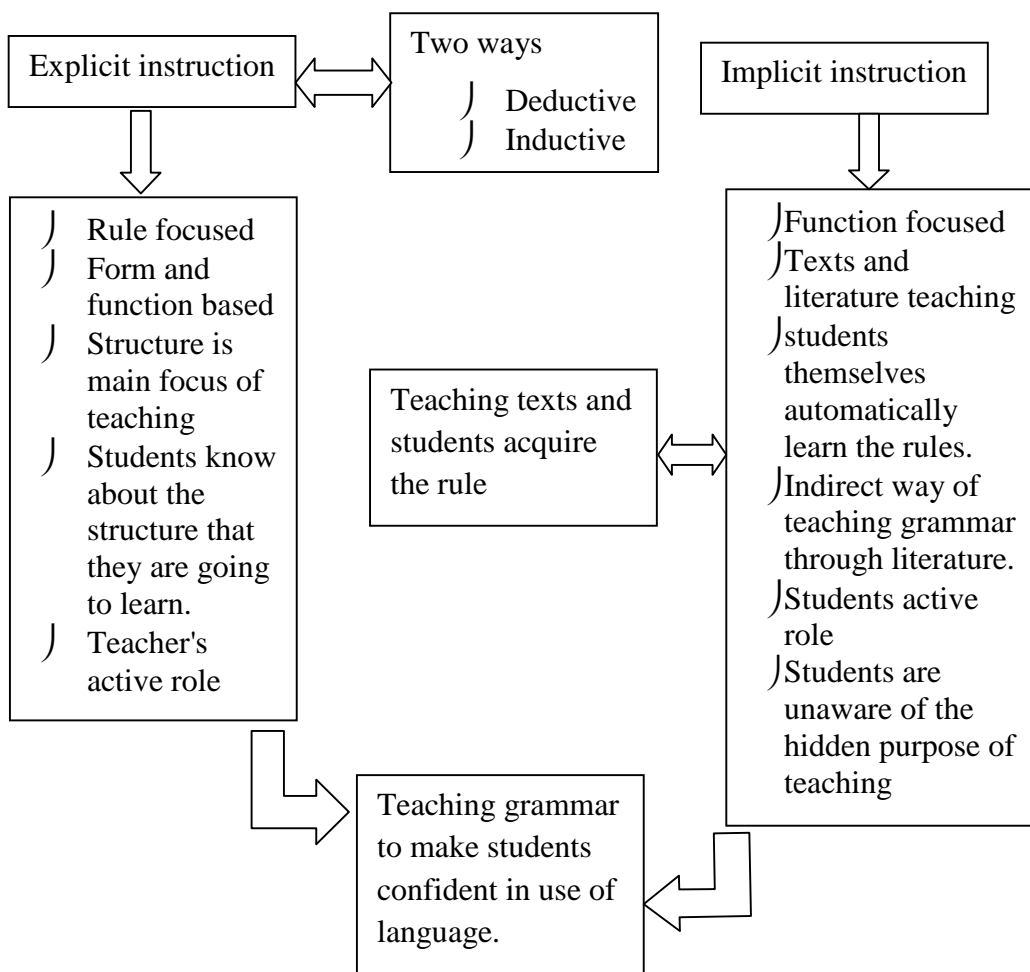 Explicit instruction
Two ways
Deductive
Inductive
Implicit instruction
Rule focused
Form and
function based
Structure is
main focus of
teaching
Students know
about the
structure that
they are going
to learn.
Teacher's
active role
Teaching texts and
students acquire
the rule
Function focused
Texts and
literature teaching
students
themselves
automatically
learn the rules.
Indirect way of
teaching grammar
through literature.
Students active
role
Students are
unaware of the
hidden purpose of
teaching
Teaching grammar
to make students
confident in use of
language.